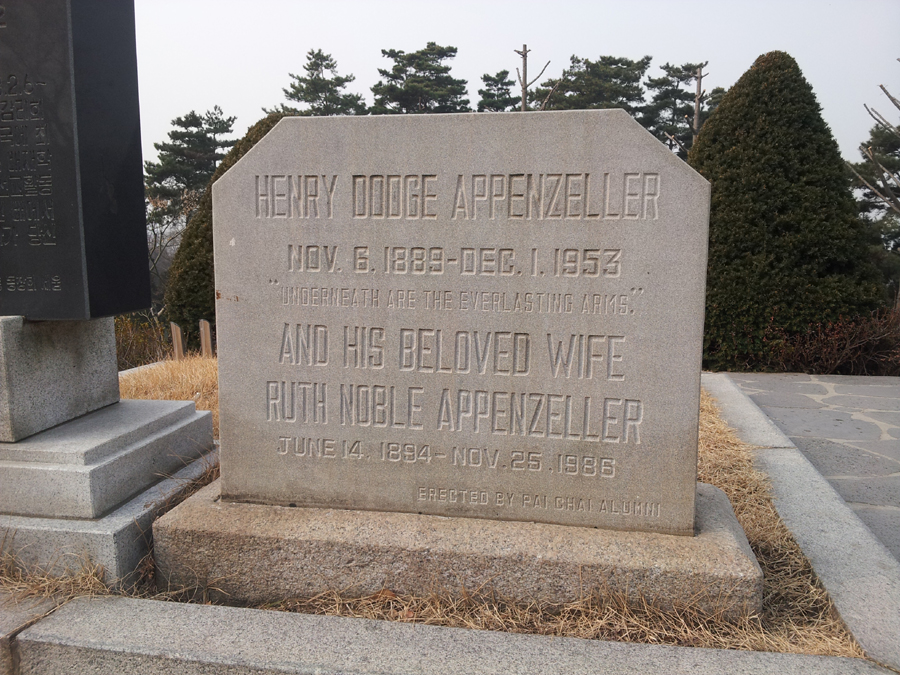 HENRY DODGE APPENZELLER
NOV. 6. 1889-DEC. 1. 1953
"UNDERNEATH ARE THE EVERLASTING ARMS."
AND HIS BELOVED WIFE
RUTH NOBLE APPENZELLER
JUNE 14. 1894-NOV. 25. 1986
ERECTED BY PAI CHAI ALUMNI